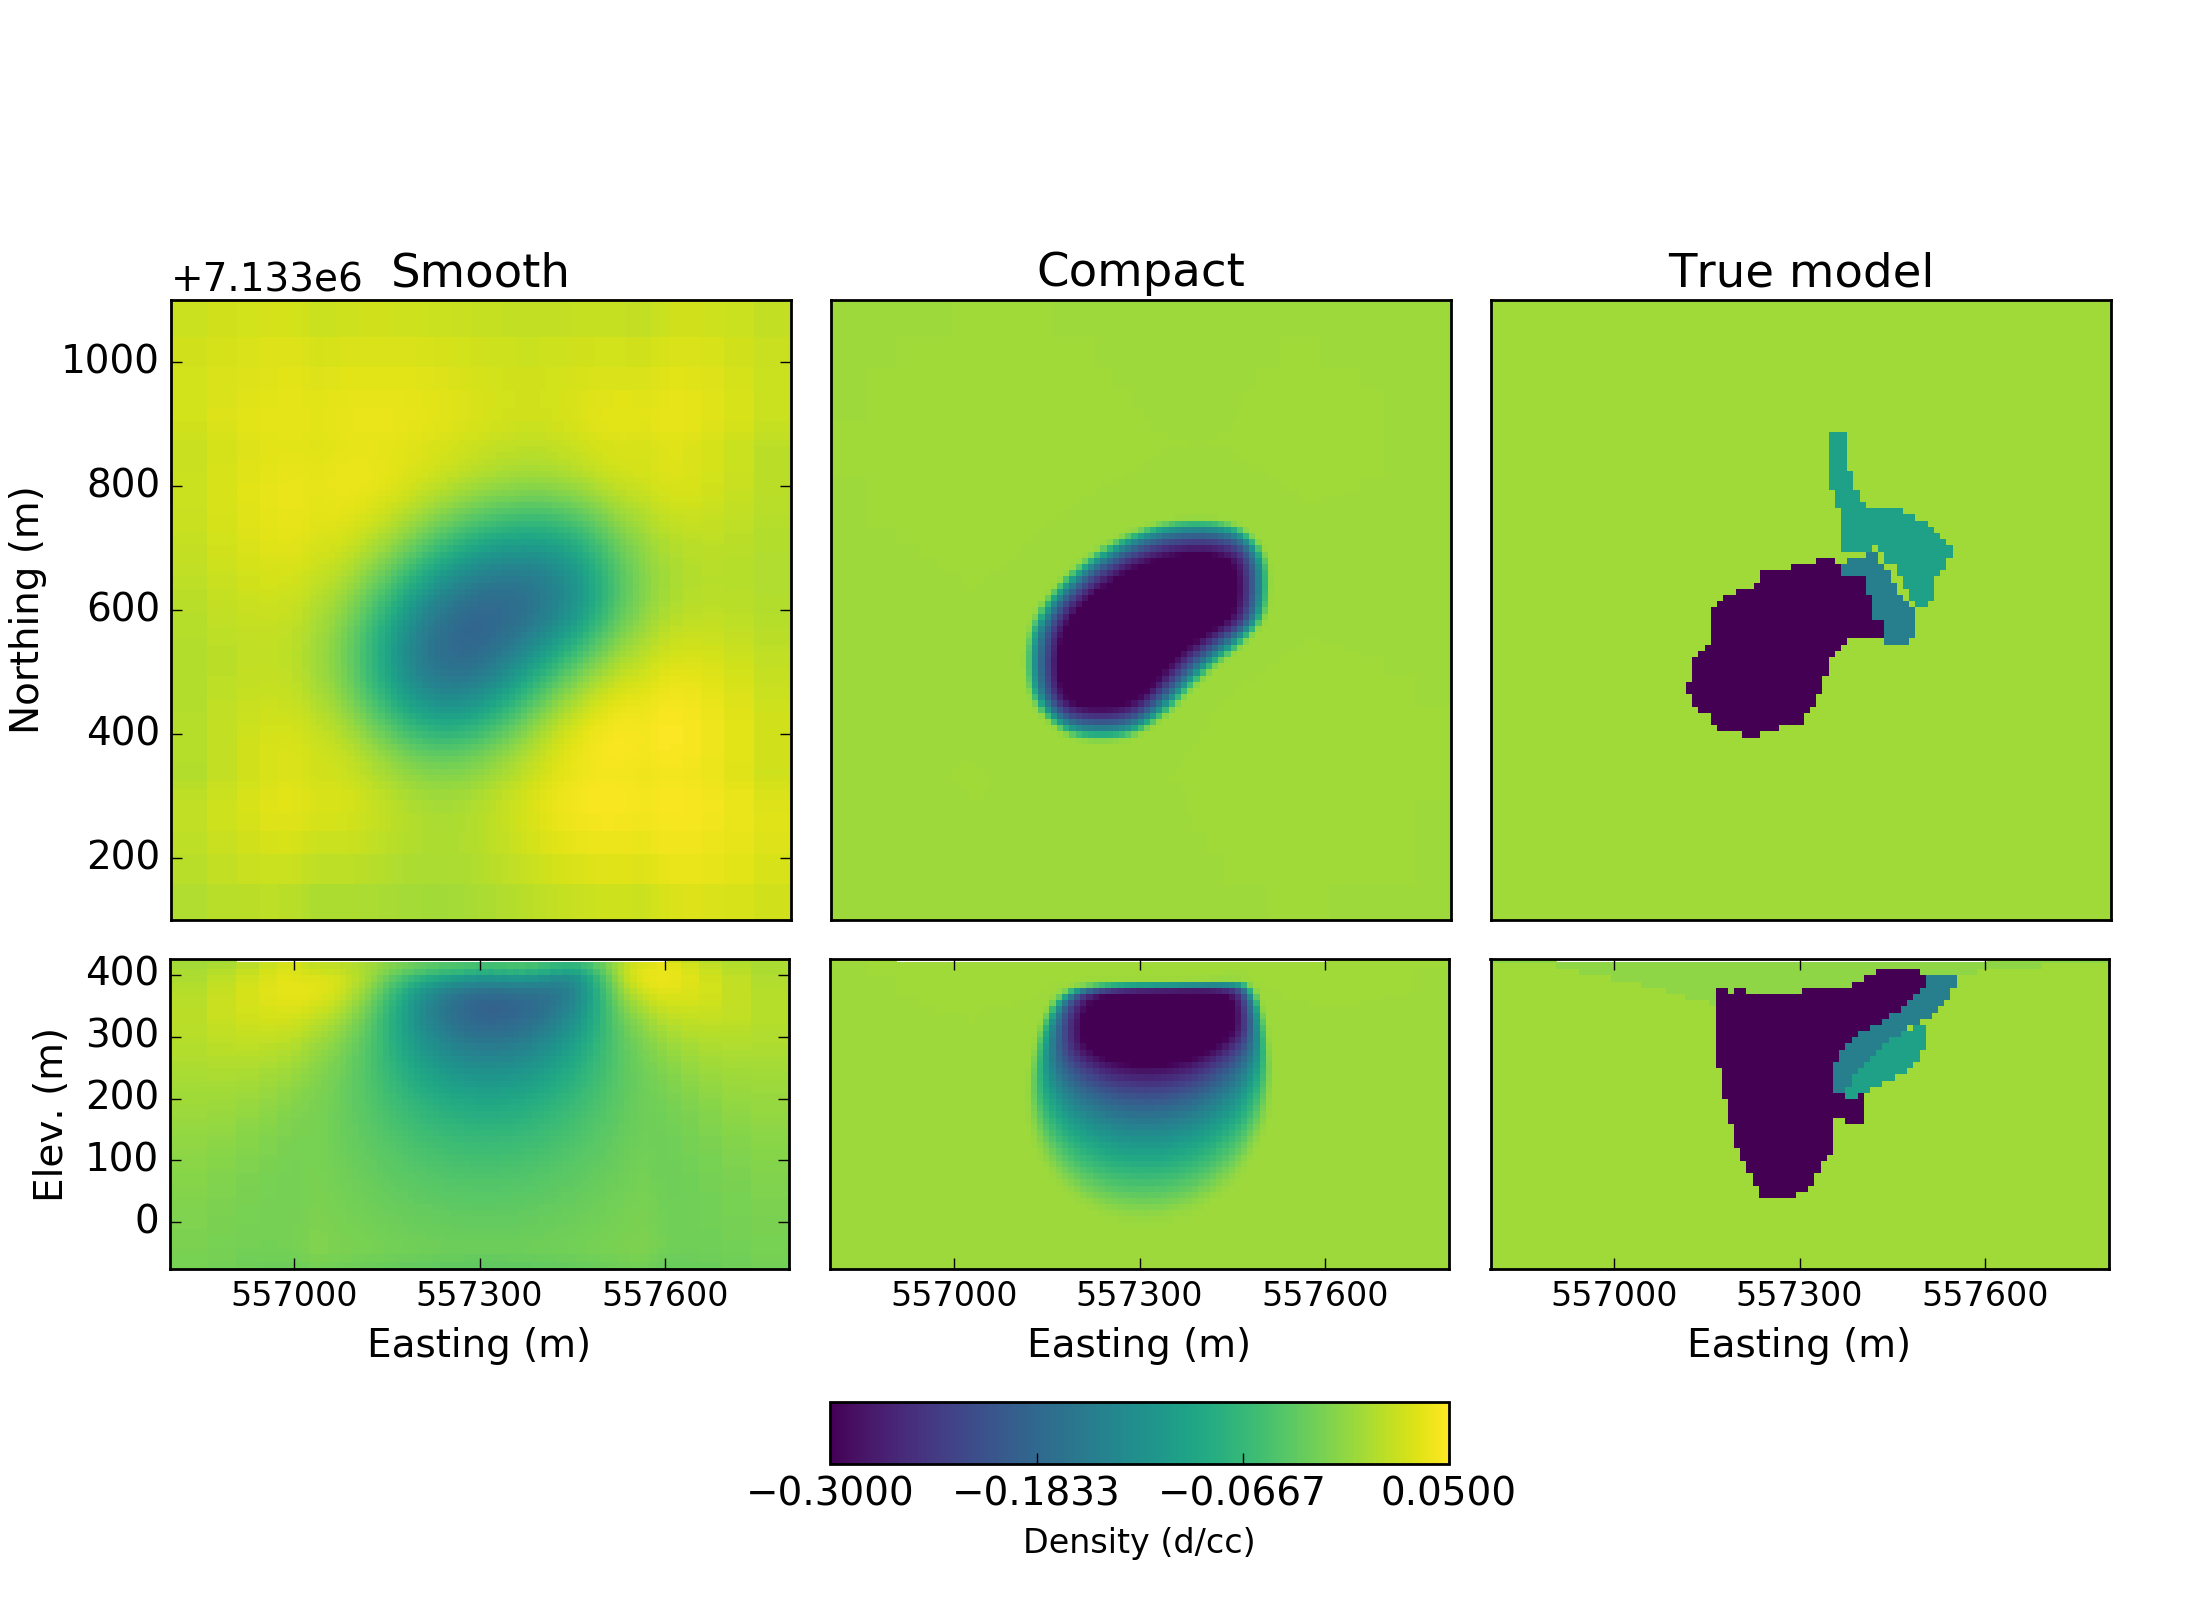 +7.133e6 Smooth Compact True model
1000
800
600
400
200
Northing (m)
400
300
200
100
0
Elev. (m)
557000 557300 557600 557000 557300 557600 557000 557300 557600
Easting (m) Easting (m) Easting (m)
−0.3000 −0.1833 −0.0667 0.0500
Density (d/cc)